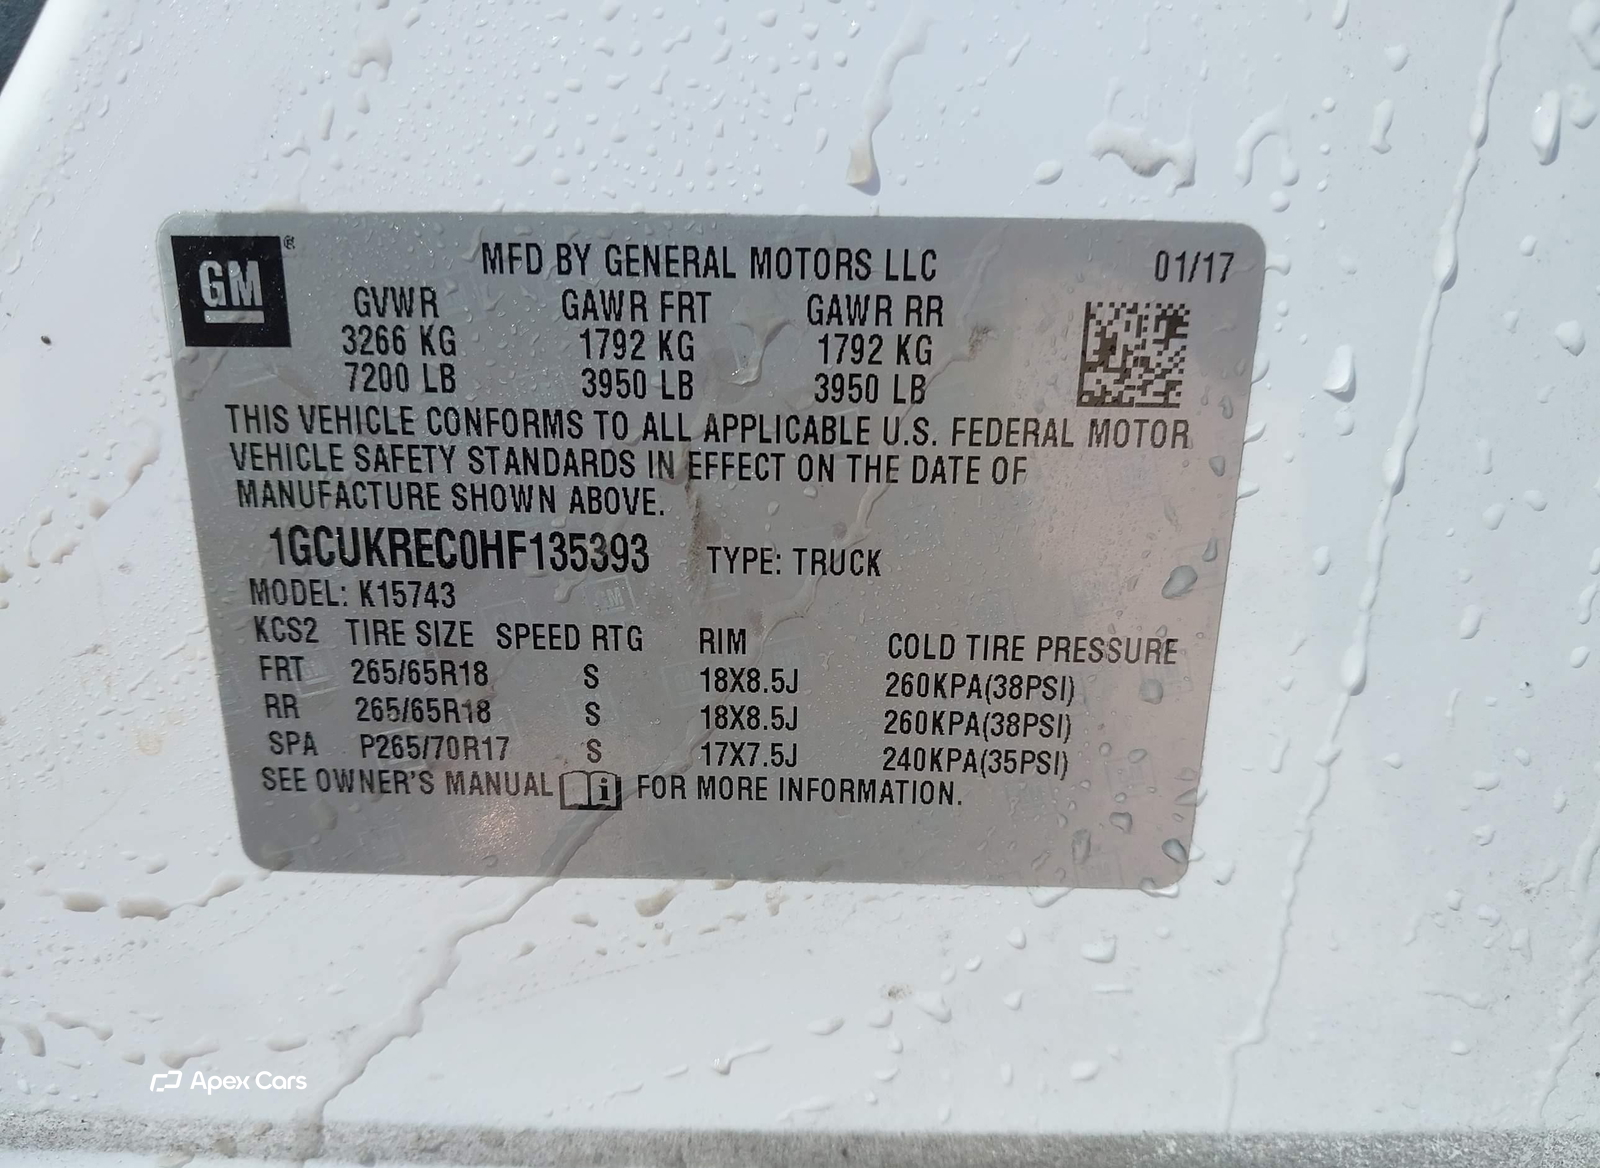 GM ®
MFD BY GENERAL MOTORS LLC 01/17
GVWR GAWR FRT GAWR RR
3266 KG 1792 KG 1792 KG
7200 LB 3950 LB 3950 LB
THIS VEHICLE CONFORMS TO ALL APPLICABLE U.S. FEDERAL MOTOR
VEHICLE SAFETY STANDARDS IN EFFECT ON THE DATE OF
MANUFACTURE SHOWN ABOVE.
1GCUKREC0HF135393 TYPE: TRUCK
MODEL: K15743
KCS2 TIRE SIZE SPEED RTG RIM COLD TIRE PRESSURE
FRT 265/65R18 S 18X8.5J 260KPA(38PSI)
RR 265/65R18 S 18X8.5J 260KPA(38PSI)
SPA P265/70R17 S 17X7.5J 240KPA(35PSI)
SEE OWNER'S MANUAL i FOR MORE INFORMATION.
Apex Cars